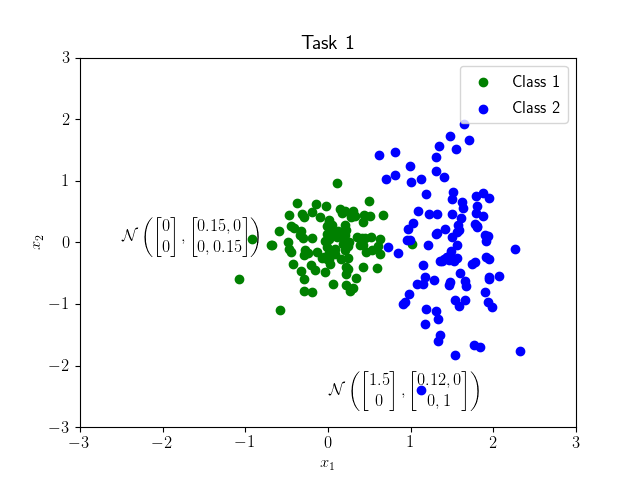 Task 1
Class 1
Class 2
3
2
1
0
−1
−2
−3
x₂
𝒩 ([0 0], [0.15, 0 0, 0.15])
𝒩 ([1.5 0], [0.12, 0 0, 1])
−3
−2
−1
0
1
2
3
x₁